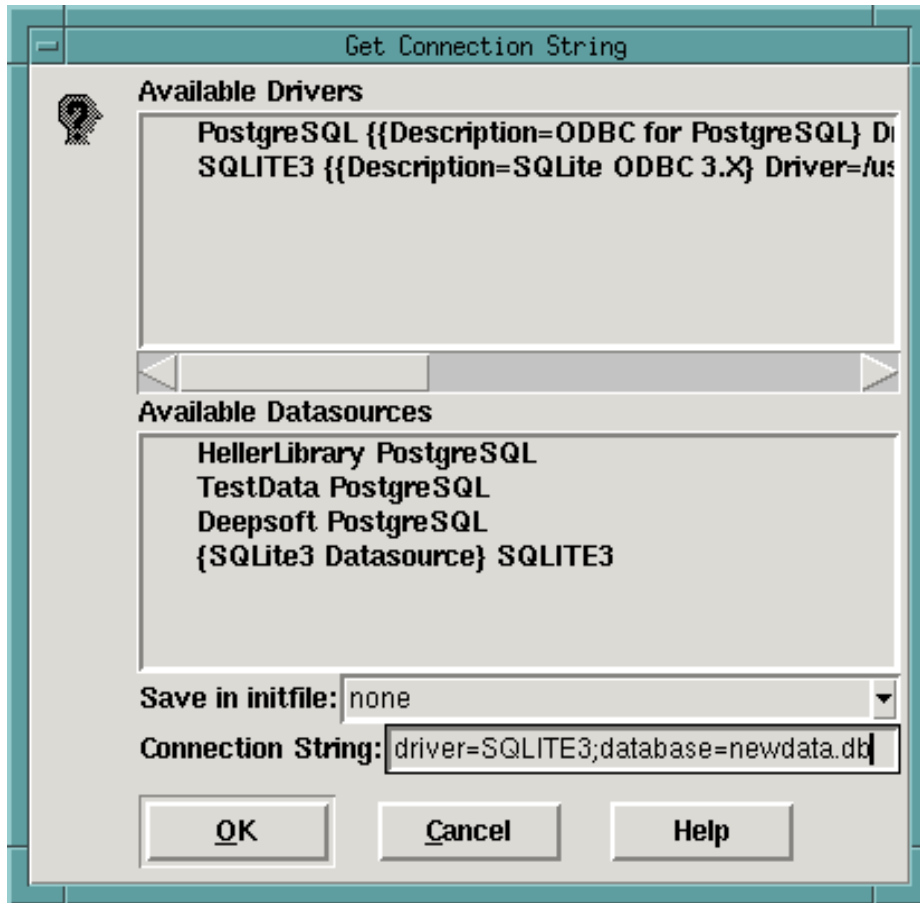 Get Connection String
Available Drivers
PostgreSQL {{Description=ODBC for PostgreSQL} Dr
SQLITE3 {{Description=SQLite ODBC 3.X} Driver=/us
Available Datasources
HellerLibrary PostgreSQL
TestData PostgreSQL
Deepsoft PostgreSQL
{SQLite3 Datasource} SQLITE3
Save in initfile: none
Connection String: driver=SQLITE3;database=newdata.db
OK Cancel Help